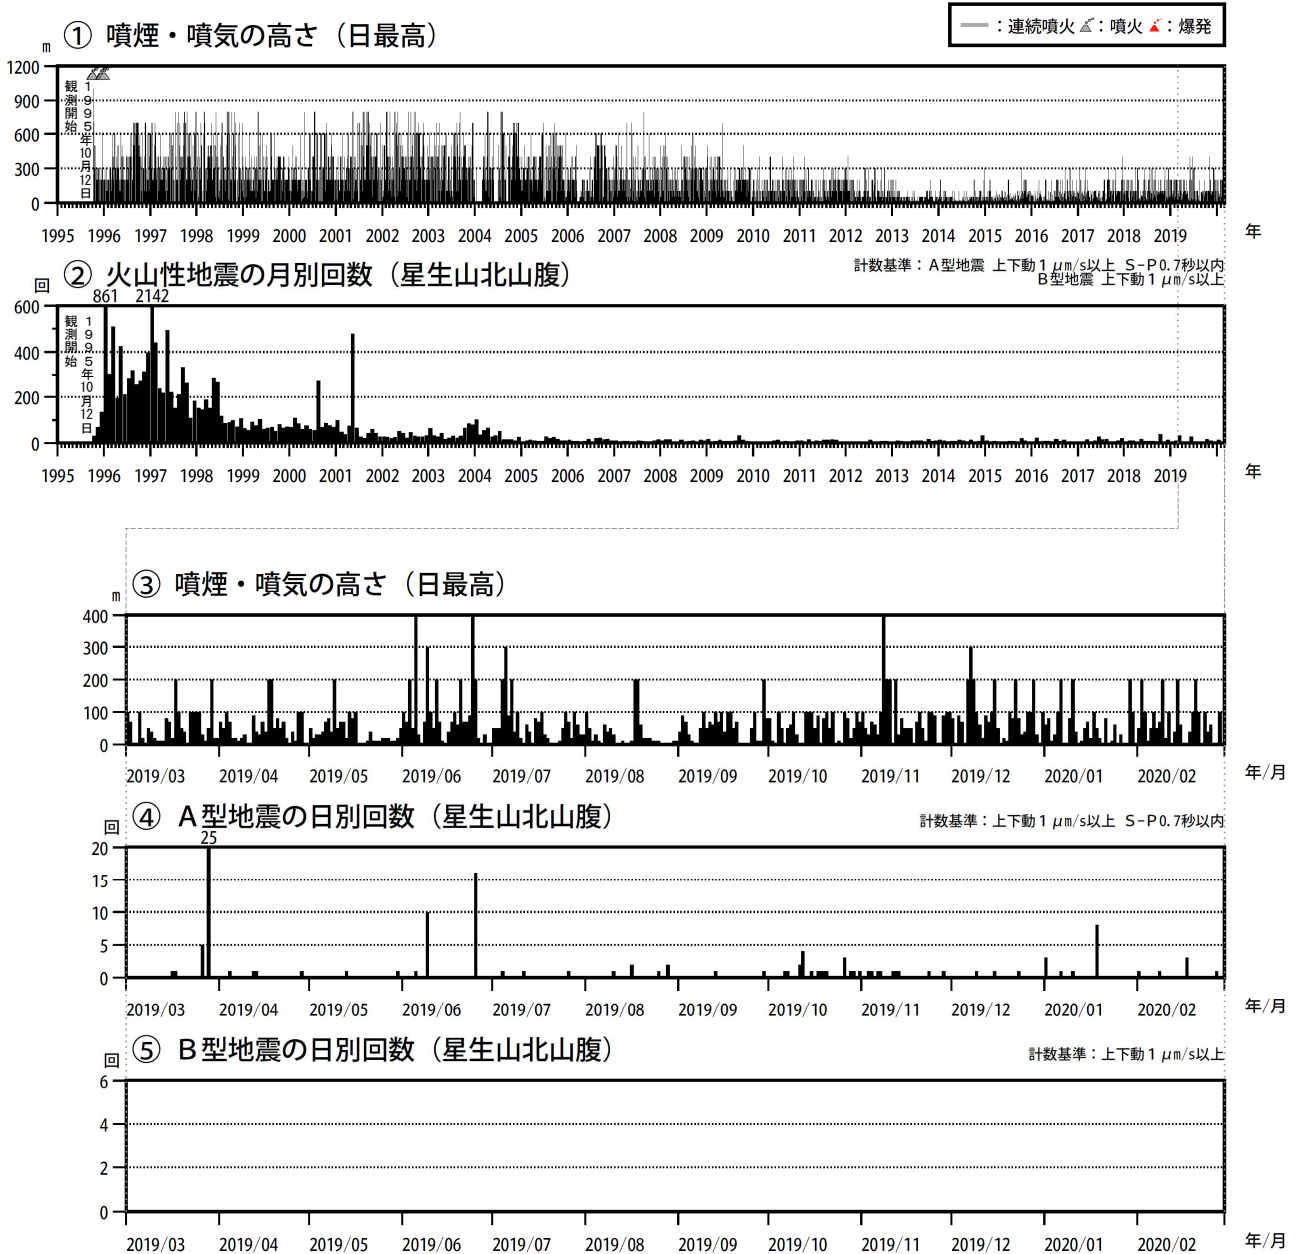 ━：連続噴火 ：噴火 ：爆発
① 噴煙・噴気の高さ（日最高）
m
1200
900
600
300
0
観測開始
1995年10月12日
1995 1996 1997 1998 1999 2000 2001 2002 2003 2004 2005 2006 2007 2008 2009 2010 2011 2012 2013 2014 2015 2016 2017 2018 2019
年
② 火山性地震の月別回数（星生山北山腹）
計数基準：Ａ型地震 上下動１μm/s以上 Ｓ−Ｐ0.7秒以内
Ｂ型地震 上下動１μm/s以上
回
861 2142
600
400
200
0
観測開始
1995年10月12日
1995 1996 1997 1998 1999 2000 2001 2002 2003 2004 2005 2006 2007 2008 2009 2010 2011 2012 2013 2014 2015 2016 2017 2018 2019
年
③ 噴煙・噴気の高さ（日最高）
m
400
300
200
100
0
2019/03 2019/04 2019/05 2019/06 2019/07 2019/08 2019/09 2019/10 2019/11 2019/12 2020/01 2020/02
年/月
④ Ａ型地震の日別回数（星生山北山腹）
計数基準：上下動１μm/s以上 Ｓ−Ｐ0.7秒以内
回
25
20
15
10
5
0
2019/03 2019/04 2019/05 2019/06 2019/07 2019/08 2019/09 2019/10 2019/11 2019/12 2020/01 2020/02
年/月
⑤ Ｂ型地震の日別回数（星生山北山腹）
計数基準：上下動１μm/s以上
回
6
4
2
0
2019/03 2019/04 2019/05 2019/06 2019/07 2019/08 2019/09 2019/10 2019/11 2019/12 2020/01 2020/02
年/月